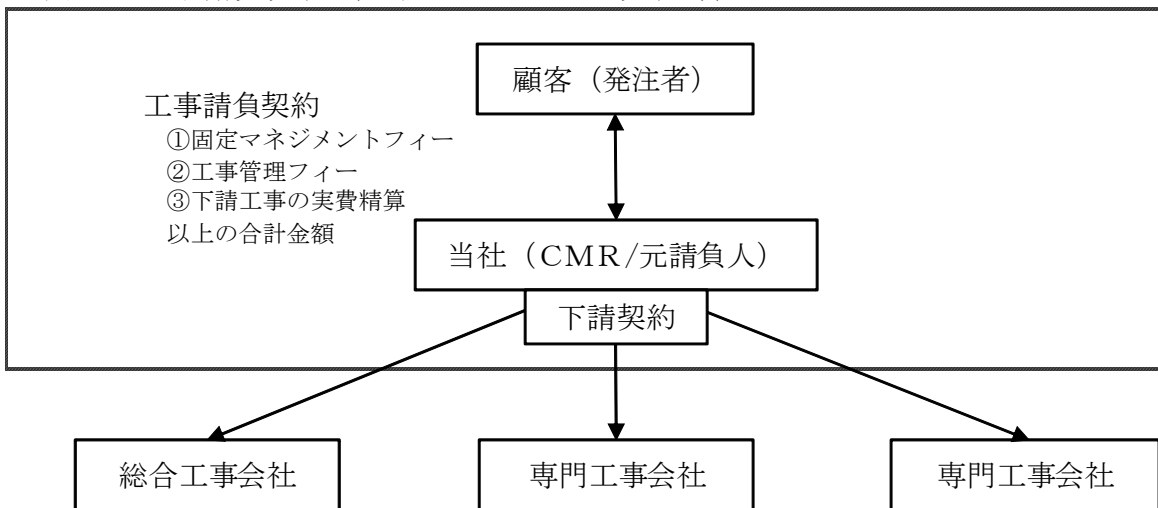 顧客（発注者）
工事請負契約
①固定マネジメントフィー
②工事管理フィー
③下請工事の実費精算
以上の合計金額
当社（ＣＭＲ/元請負人）
下請契約
総合工事会社
専門工事会社
専門工事会社